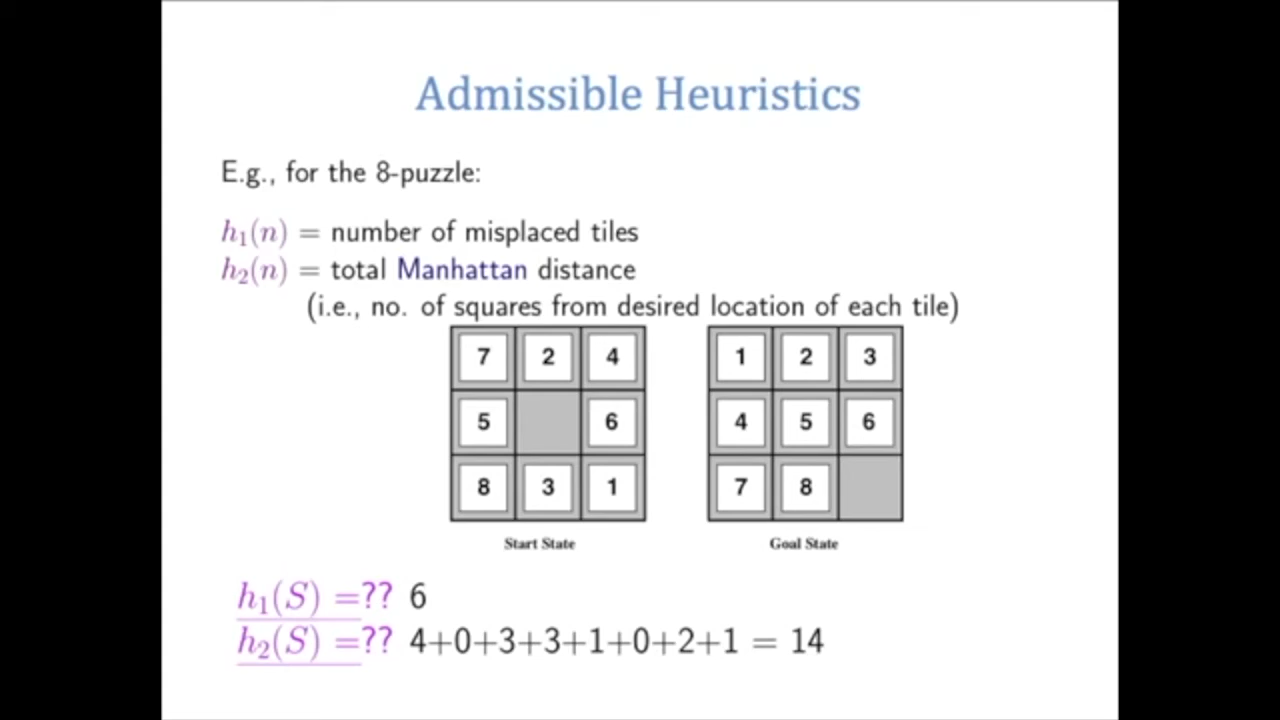 Admissible Heuristics
E.g., for the 8-puzzle:
h₁(n) = number of misplaced tiles
h₂(n) = total Manhattan distance
(i.e., no. of squares from desired location of each tile)
7 2 4
5 6
8 3 1
Start State
1 2 3
4 5 6
7 8
Goal State
h₁(S) =?? 6
h₂(S) =?? 4+0+3+3+1+0+2+1 = 14